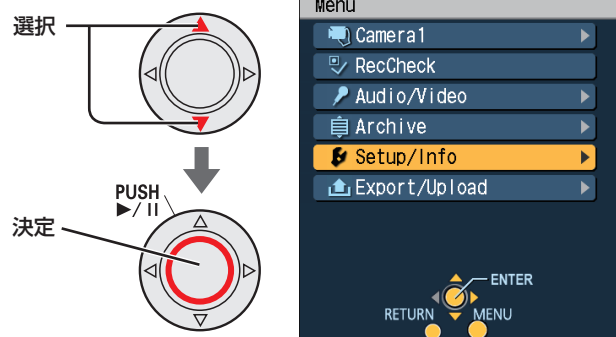 選択
PUSH
▶/II
決定
Menu
Camera1
RecCheck
Audio/Video
Archive
Setup/Info
Export/Upload
ENTER
RETURN
MENU